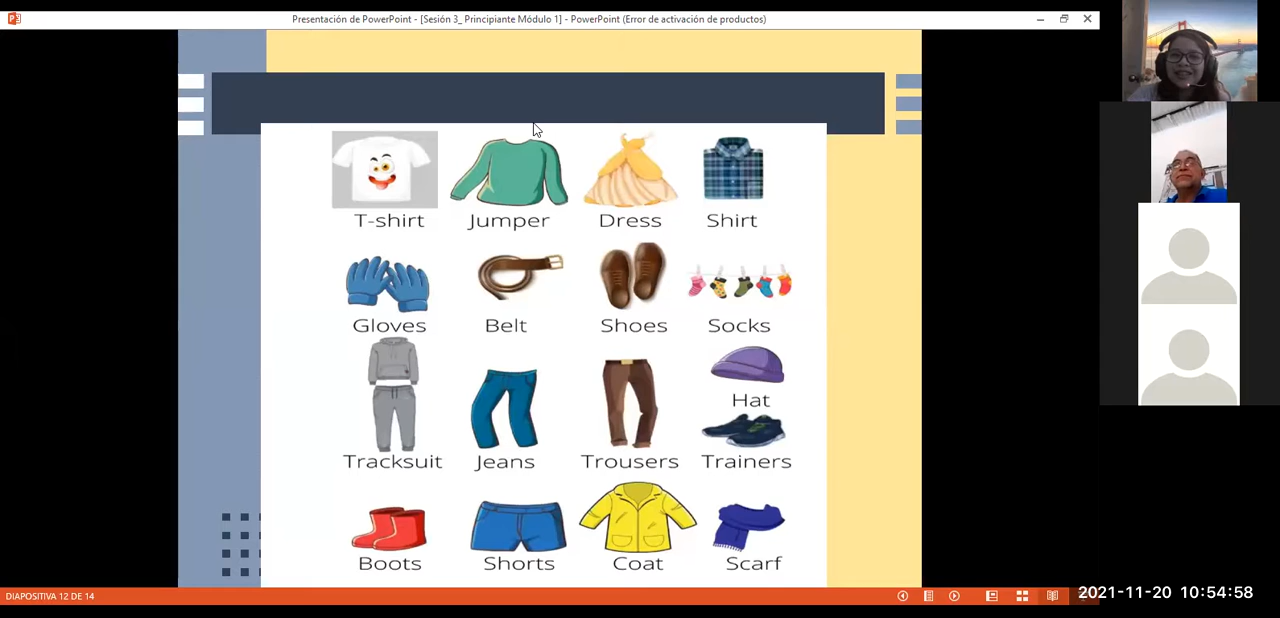 Presentación de PowerPoint - [Sesión 3_ Principiante Módulo 1] - PowerPoint (Error de activación de productos)
T-shirt Jumper Dress Shirt
Gloves Belt Shoes Socks
Hat
Tracksuit Jeans Trousers Trainers
Boots Shorts Coat Scarf
DIAPOSITIVA 12 DE 14
2021-11-20 10:54:58